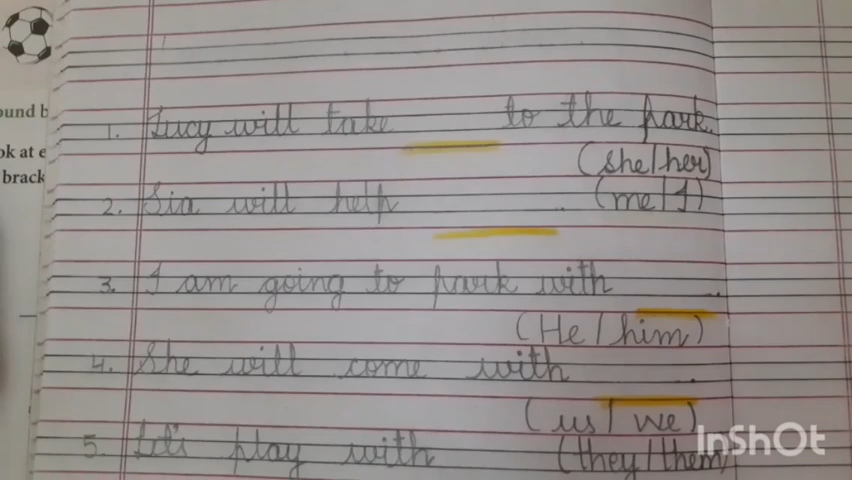 ound b
ok at e
brack
1. Lucy will take to the park.
(she/her)
2. Sia will help . (me/I)
3. I am going to park with .
(He/him)
4. She will come with .
(us/we)
5. Let's play with (they/them)
InShOt